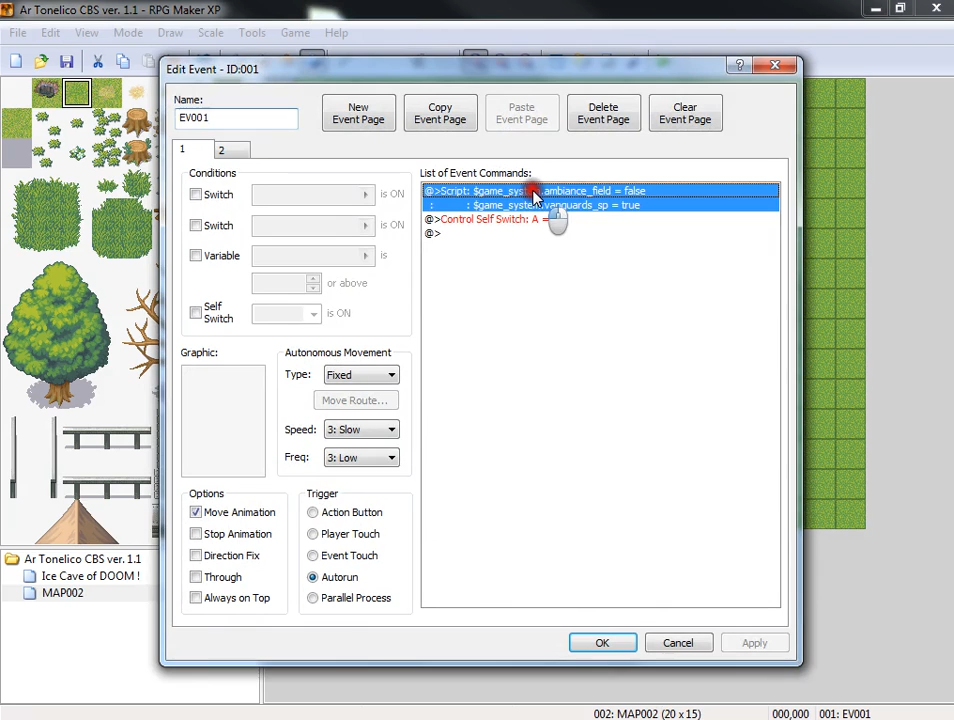 Ar Tonelico CBS ver. 1.1 - RPG Maker XP
File Edit View Mode Draw Scale Tools Game Help
Edit Event - ID:001
Name:
EV001
New Event Page
Copy Event Page
Paste Event Page
Delete Event Page
Clear Event Page
1 2
Conditions
Switch is ON
Switch is ON
Variable is
or above
Self Switch is ON
Graphic:
Autonomous Movement
Type: Fixed
Move Route...
Speed: 3: Slow
Freq: 3: Low
Options
Move Animation
Stop Animation
Direction Fix
Through
Always on Top
Trigger
Action Button
Player Touch
Event Touch
Autorun
Parallel Process
List of Event Commands:
@>Script: $game_sys ambiance_field = false
: : $game_system vanguards_sp = true
@>Control Self Switch: A =
@>
OK Cancel Apply
Ar Tonelico CBS ver. 1.1
Ice Cave of DOOM !
MAP002
002: MAP002 (20 x 15) 000,000 001: EV001